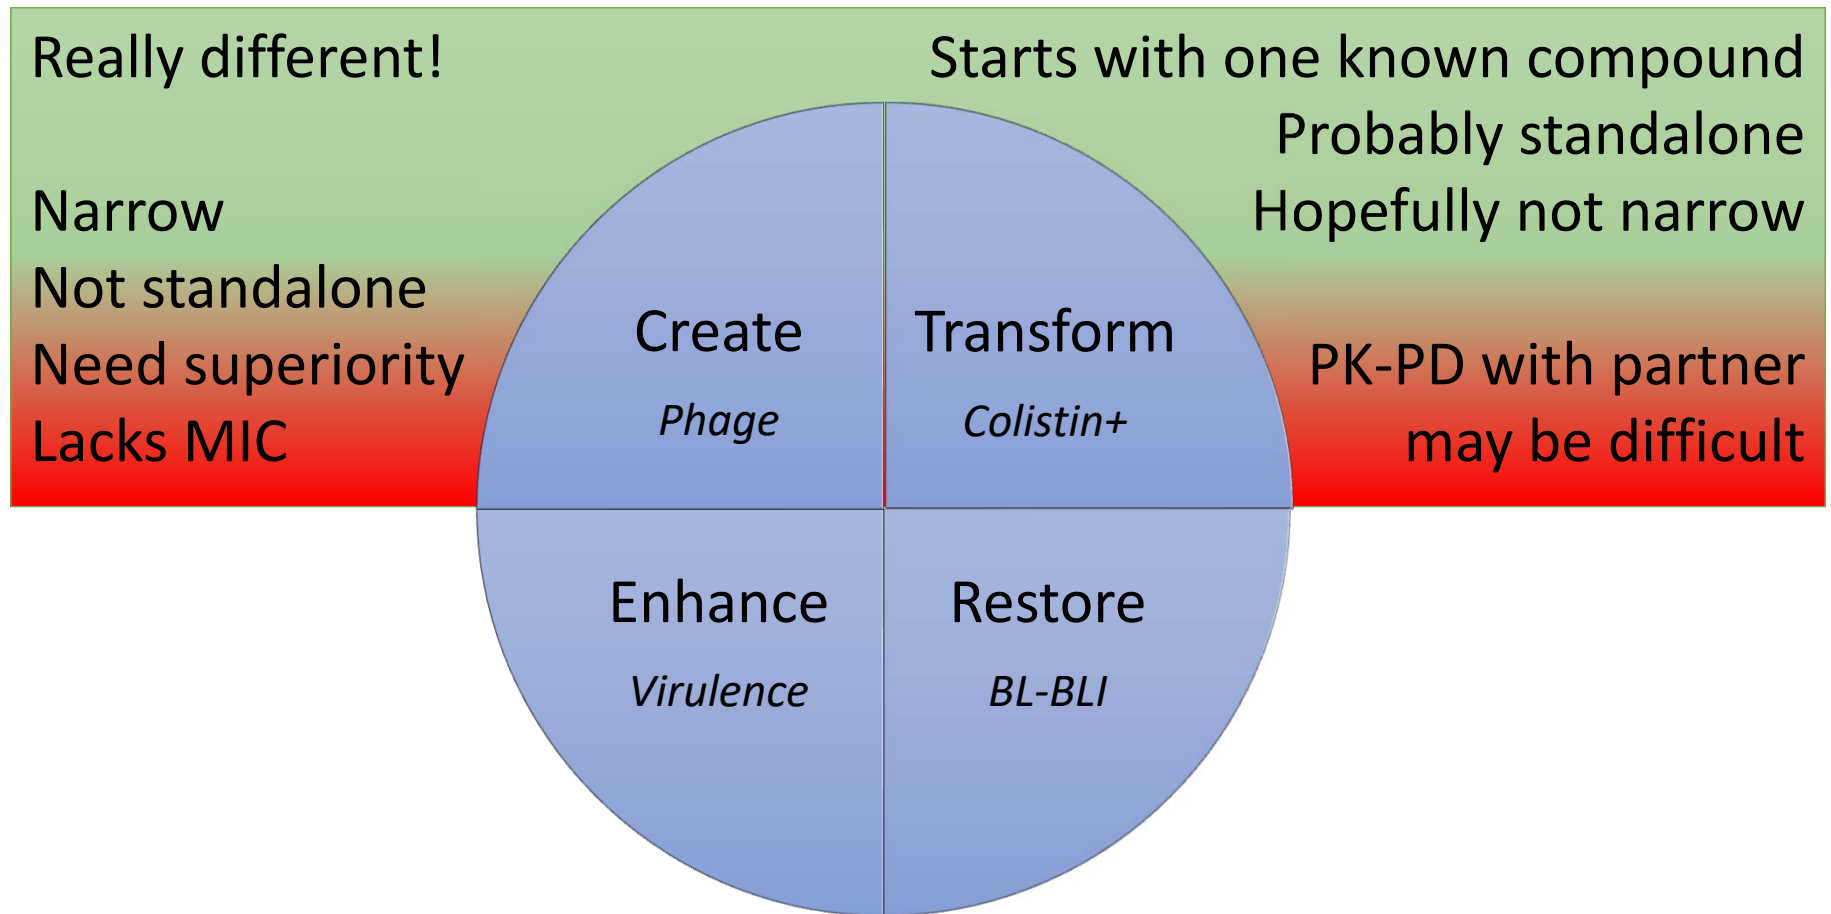 Really different!
Narrow
Not standalone
Need superiority
Lacks MIC
Starts with one known compound
Probably standalone
Hopefully not narrow
PK-PD with partner
may be difficult
Create
Phage
Transform
Colistin+
Enhance
Virulence
Restore
BL-BLI